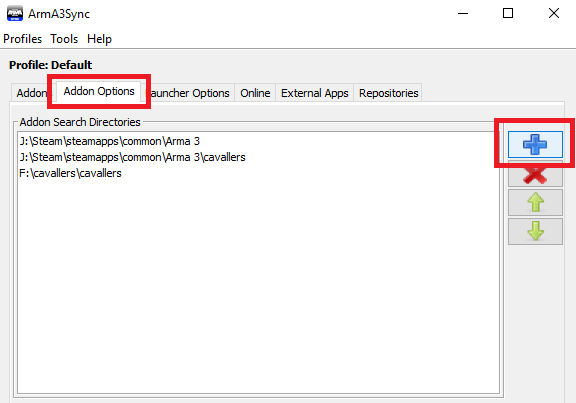 ArmA3Sync
Profiles Tools Help
Profile: Default
Addon Addon Options auncher Options Online External Apps Repositories
Addon Search Directories
J:\Steam\steamapps\common\Arma 3
J:\Steam\steamapps\common\Arma 3\cavallers
F:\cavallers\cavallers